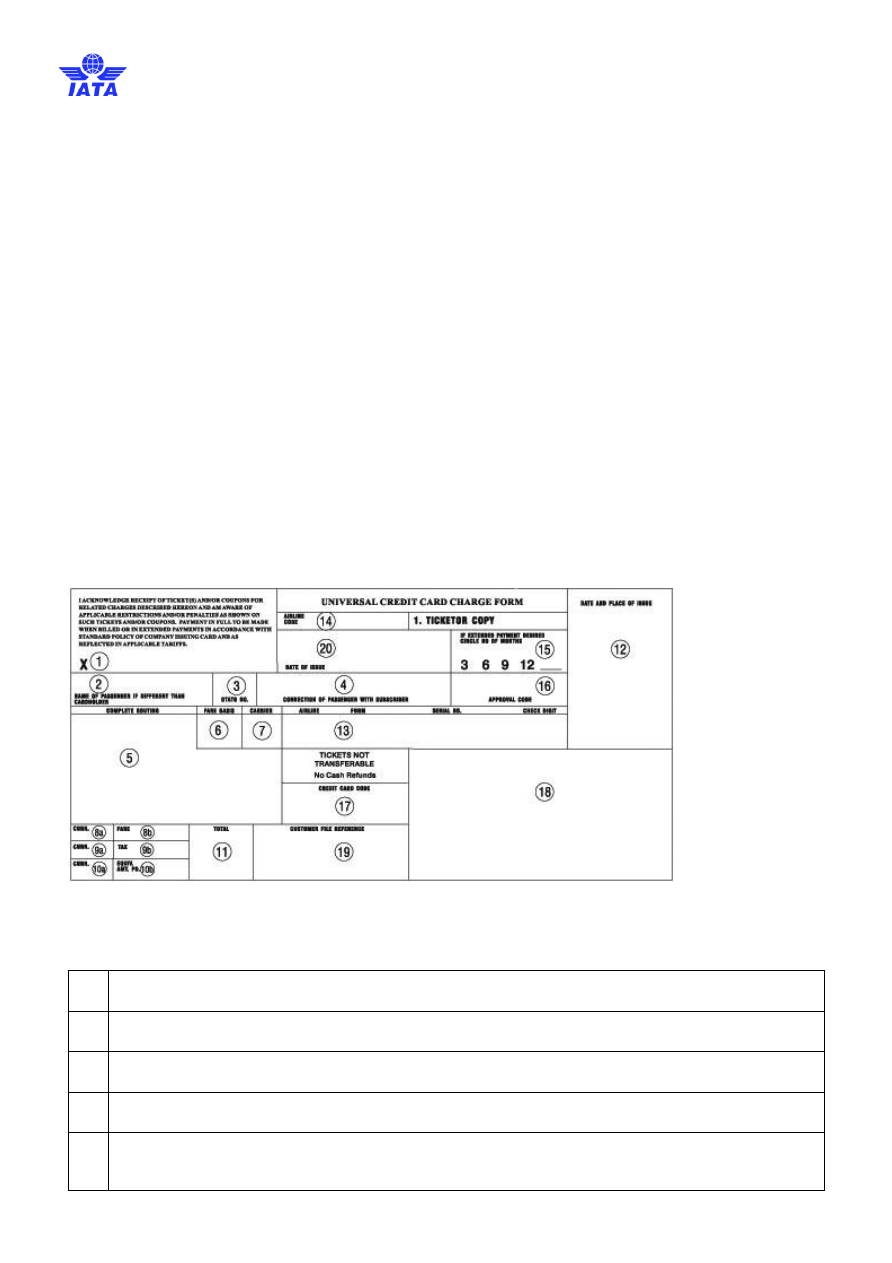 IATA
I ACKNOWLEDGE RECEIPT OF TICKET(S) AND/OR COUPONS FOR
RELATED CHARGES DESCRIBED HEREON AND AM AWARE OF
APPLICABLE RESTRICTIONS AND/OR PENALTIES AS SHOWN ON
SUCH TICKETS AND/OR COUPONS. PAYMENT IN FULL TO BE MADE
WHEN BILLED OR IN EXTENDED PAYMENTS IN ACCORDANCE WITH
STANDARD POLICY OF COMPANY ISSUING CARD AND AS
REFLECTED IN APPLICABLE TARIFFS.
X 1
UNIVERSAL CREDIT CARD CHARGE FORM
AIRLINE
CODE 14
1. TICKETOR COPY
20
DATE OF ISSUE
IF EXTENDED PAYMENT DESIRED
CIRCLE NO OF MONTHS 15
3 6 9 12 ___
DATE AND PLACE OF ISSUE
12
2
NAME OF PASSENGER IF DIFFERENT THAN
CARDHOLDER
3
STATUS NO.
4
CONNECTION OF PASSENGER WITH SUBSCRIBER
16
APPROVAL CODE
COMPLETE ROUTING
5
FARE BASIS
6
CARRIER
7
AIRLINE FORM SERIAL NO. CHECK DIGIT
13
TICKETS NOT
TRANSFERABLE
No Cash Refunds
CREDIT CARD CODE
17
18
CURR. 8a FARE 8b
CURR. 9a TAX 9b
CURR. 10a EQUIV.
AMT. PD. 10b
TOTAL
11
CUSTOMER FILE REFERENCE
19